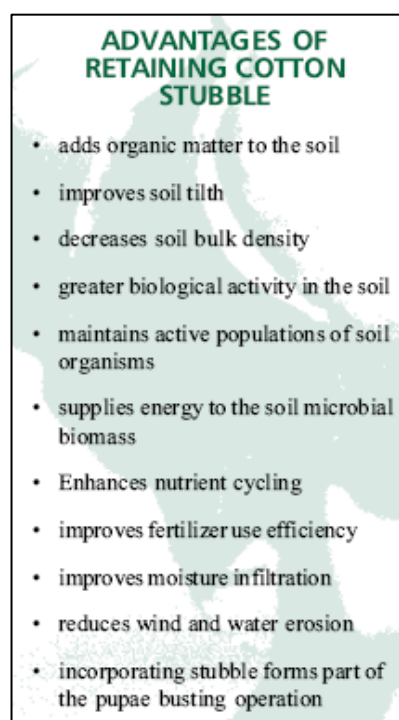 ADVANTAGES OF
RETAINING COTTON
STUBBLE
• adds organic matter to the soil
• improves soil tilth
• decreases soil bulk density
• greater biological activity in the soil
• maintains active populations of soil
organisms
• supplies energy to the soil microbial
biomass
• Enhances nutrient cycling
• improves fertilizer use efficiency
• improves moisture infiltration
• reduces wind and water erosion
• incorporating stubble forms part of
the pupae busting operation